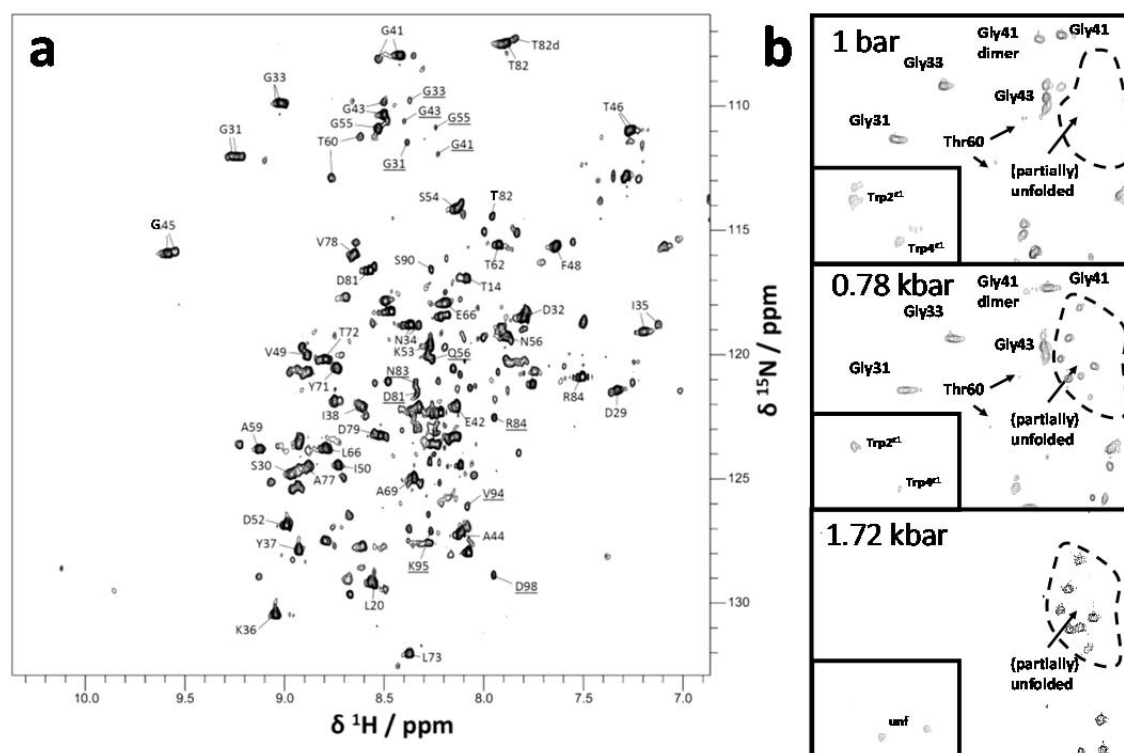 a
G41
T82d
T82
G33
G33
G43
G43
G55
G55
T46
T60
G31
G31
G41
S54
T82
G45
V78
S90
T62
F48
D81
T14
T72
E66
D32
I35
N34
K53
N56
V49
Q56
Y71
N83
D81
R84
I38
E42
R84
D29
D79
A59
L66
S30
I50
A77
A69
V94
D52
A44
Y37
K95
D98
L20
K36
L73
110
115
120
125
130
δ ¹⁵N / ppm
10.0
9.5
9.0
8.5
8.0
7.5
7.0
δ ¹H / ppm
b
1 bar
Gly41
dimer
Gly41
Gly33
Gly43
Gly31
Thr60
(partially)
unfolded
Trp2ᵋ¹
Trp4ᵋ¹
0.78 kbar
Gly41
dimer
Gly41
Gly33
Gly43
Gly31
Thr60
(partially)
unfolded
Trp2ᵋ¹
Trp4ᵋ¹
1.72 kbar
(partially)
unfolded
unf